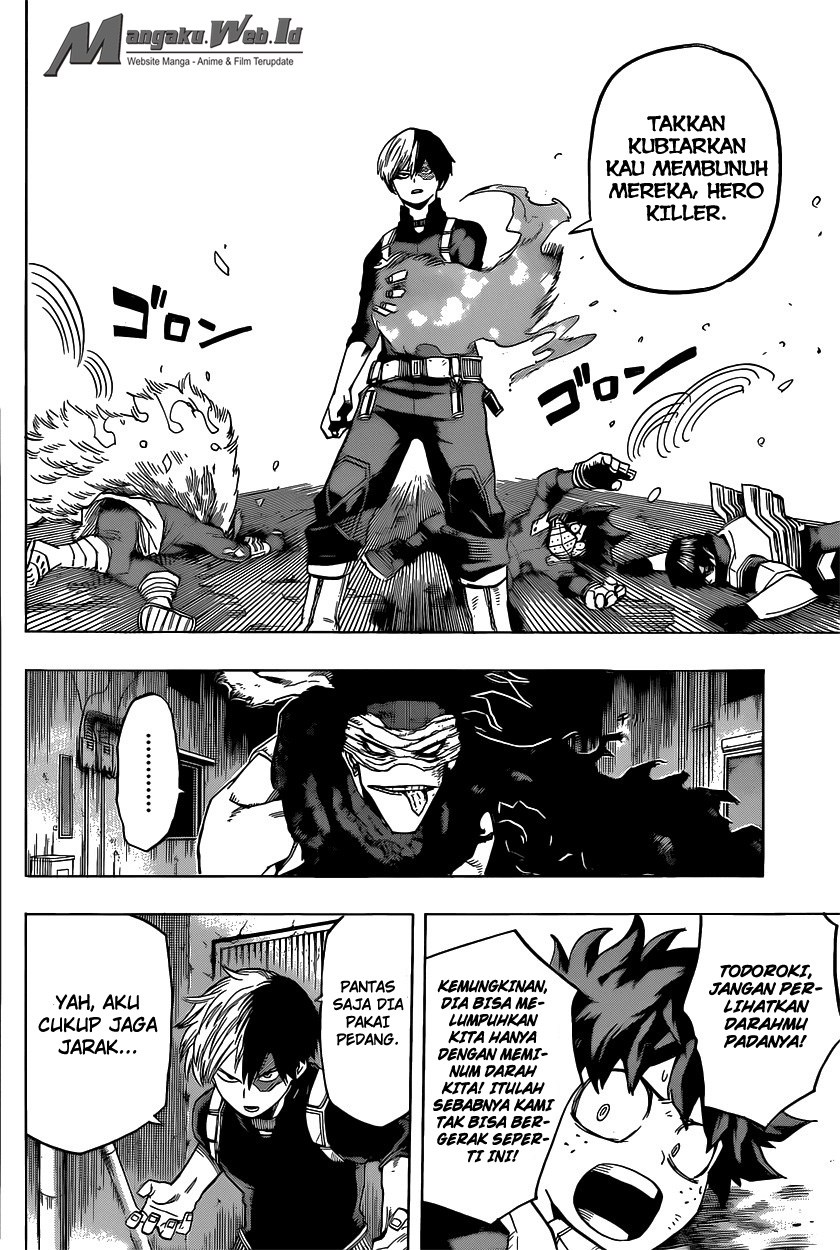 Mangaku.Web.Id
Website Manga - Anime & Film Terupdate
TAKKAN
KUBIARKAN
KAU MEMBUNUH
MEREKA, HERO
KILLER.
ゴロン
ゴロン
........
TODOROKI,
JANGAN PER-
LIHATKAN
DARAHMU
PADANYA!
KEMUNGKINAN,
DIA BISA ME-
LUMPUHKAN
KITA HANYA
DENGAN MEMI-
NUM DARAH
KITA! ITULAH
SEBABNYA KAMI
TAK BISA BER-
GERAK SEPER-
TI INI!
PANTAS
SAJA DIA
PAKAI
PEDANG.
YAH, AKU
CUKUP JAGA
JARAK...